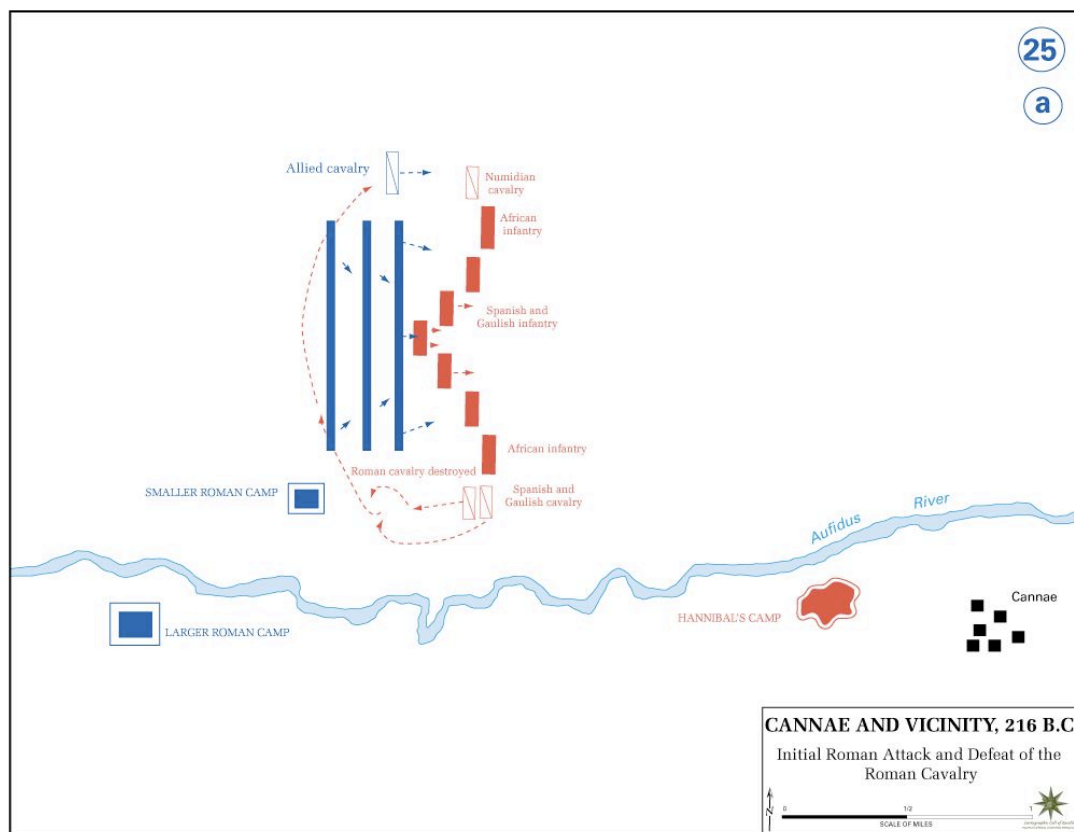 25
a
Allied cavalry
Numidian
cavalry
African
infantry
Spanish and
Gaulish infantry
African infantry
Roman cavalry destroyed
SMALLER ROMAN CAMP
Spanish and
Gaulish cavalry
Aufidus River
Cannae
HANNIBAL'S CAMP
LARGER ROMAN CAMP
CANNAE AND VICINITY, 216 B.C
Initial Roman Attack and Defeat of the
Roman Cavalry
N
0 1/2 1
SCALE OF MILES